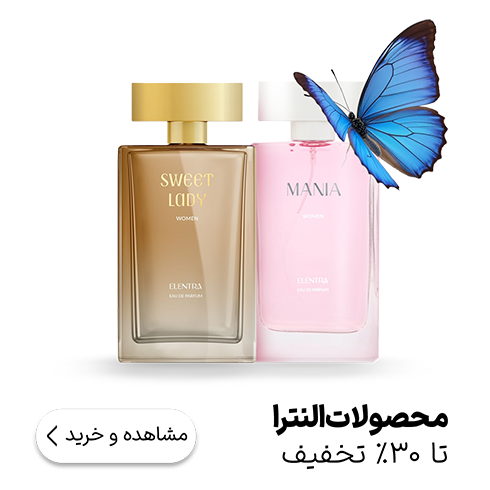 SWEET
LADY
WOMEN
ELENTRA
EAU DE PARFUM
MANIA
WOMEN
ELENTRA
EAU DE PARFUM
محصولات‌النترا
تا ۳۰٪ تخفیف
مشاهده و خرید